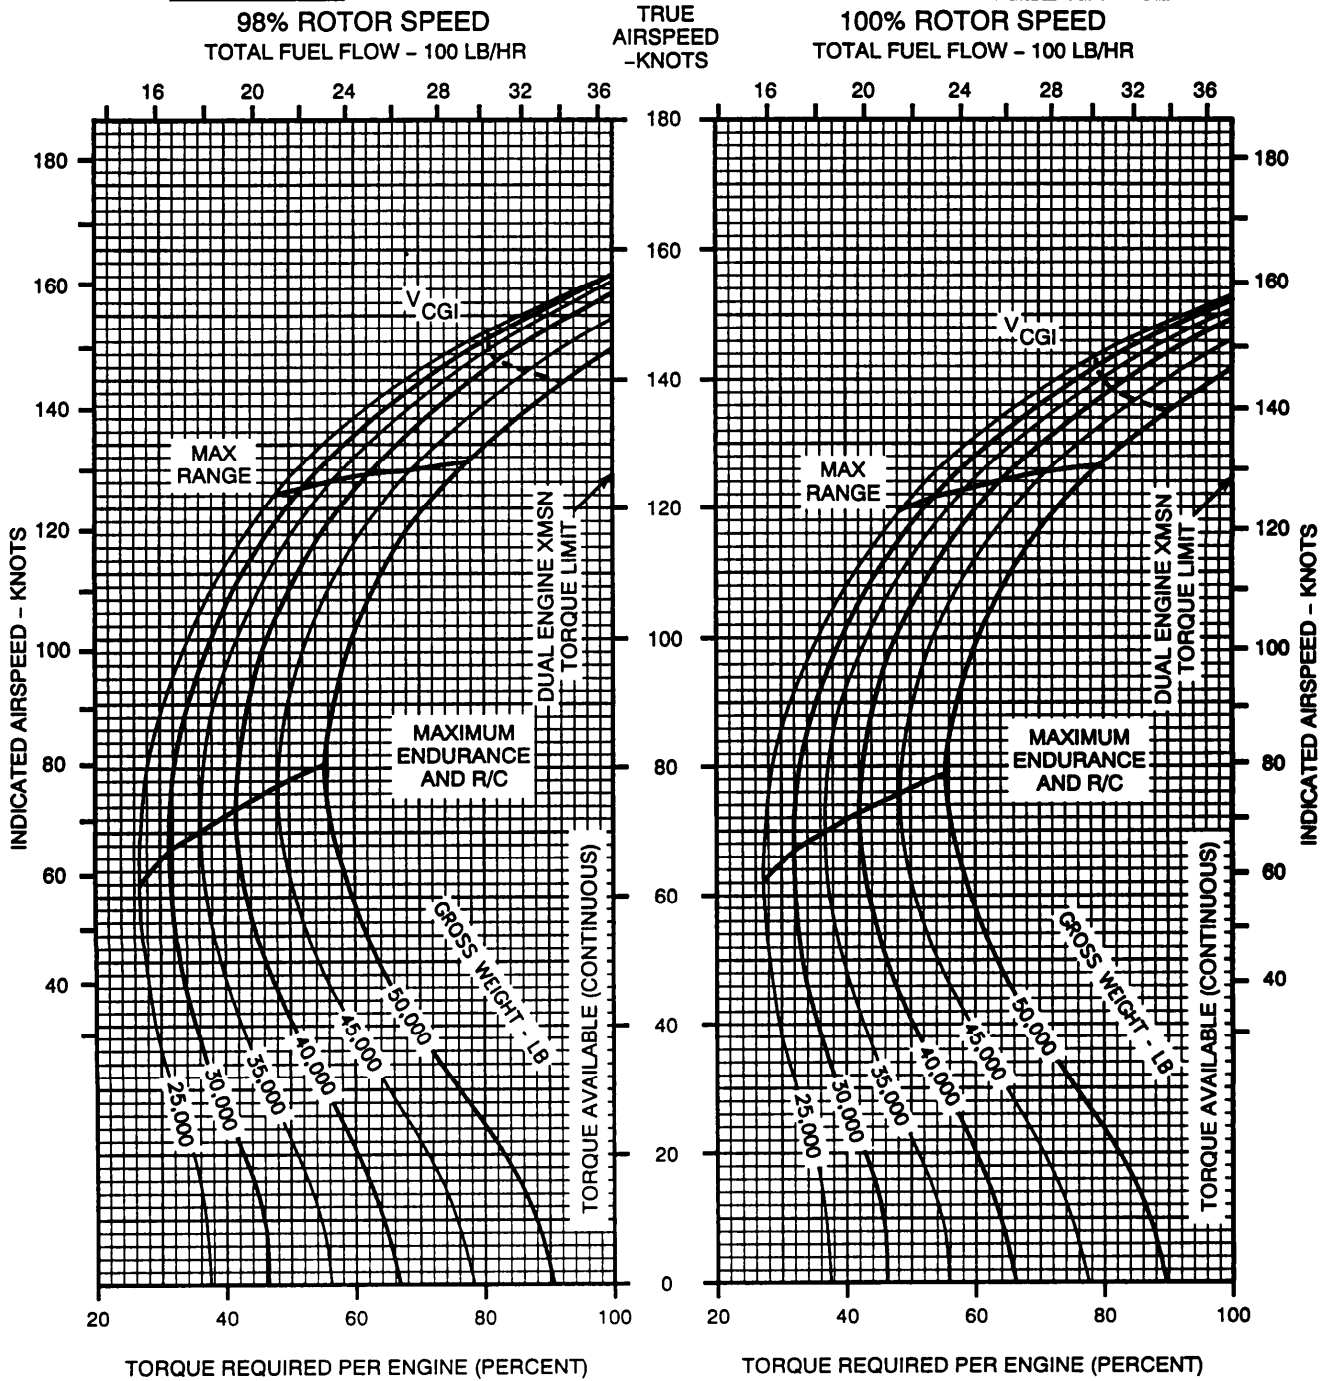 98% ROTOR SPEED
TOTAL FUEL FLOW – 100 LB/HR
TRUE
AIRSPEED
–KNOTS
100% ROTOR SPEED
TOTAL FUEL FLOW – 100 LB/HR
16 20 24 28 32 36
16 20 24 28 32 36
180
160
140
120
100
80
60
40
INDICATED AIRSPEED – KNOTS
V CGI
MAX
RANGE
DUAL ENGINE XMSN
TORQUE LIMIT
MAXIMUM
ENDURANCE
AND R/C
GROSS WEIGHT - LB
25,000
30,000
35,000
40,000
45,000
50,000
TORQUE AVAILABLE (CONTINUOUS)
20 40 60 80 100
TORQUE REQUIRED PER ENGINE (PERCENT)
180
160
140
120
100
80
60
40
20
0
V CGI
MAX
RANGE
DUAL ENGINE XMSN
TORQUE LIMIT
MAXIMUM
ENDURANCE
AND R/C
GROSS WEIGHT - LB
25,000
30,000
35,000
40,000
45,000
50,000
TORQUE AVAILABLE (CONTINUOUS)
180
160
140
120
100
80
60
40
INDICATED AIRSPEED – KNOTS
20 40 60 80 100
TORQUE REQUIRED PER ENGINE (PERCENT)